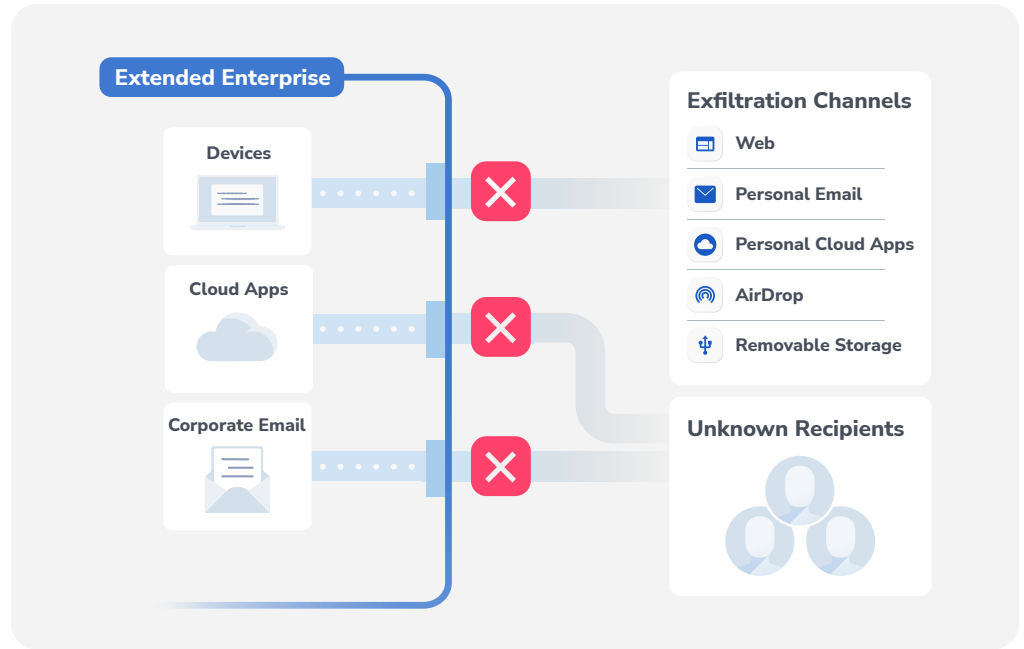 Extended Enterprise
Devices
Cloud Apps
Corporate Email
Exfiltration Channels
Web
Personal Email
Personal Cloud Apps
AirDrop
Removable Storage
Unknown Recipients